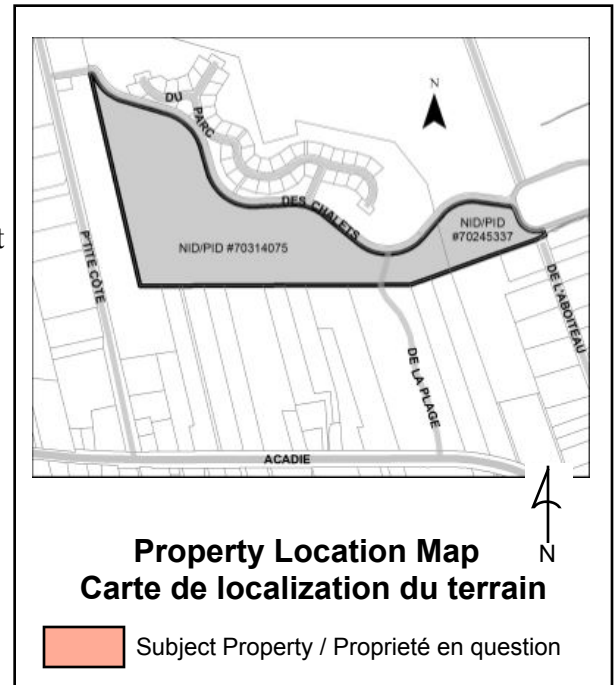 N
DU
PARC
DES CHALETS
NID/PID
#70245337
NID/PID #70314075
P'TITE CÔTE
DE L'ABOITEAU
DE LA PLAGE
ACADIE
t
N
Property Location Map
Carte de localization du terrain
Subject Property / Proprieté en question